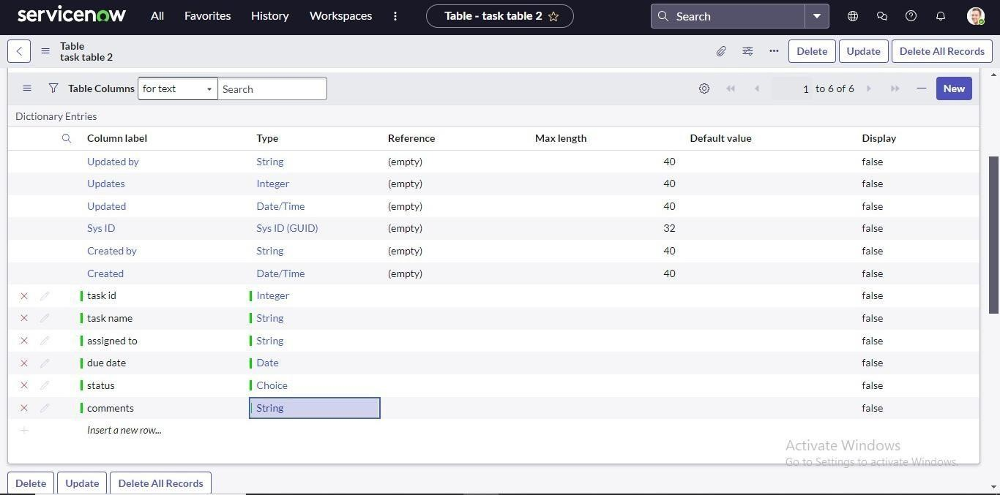 servicenow All Favorites History Workspaces Table - task table 2 Search
Table
task table 2
Delete Update Delete All Records
Table Columns for text Search 1 to 6 of 6 New
Dictionary Entries
Column label Type Reference Max length Default value Display
Updated by String (empty) 40 false
Updates Integer (empty) 40 false
Updated Date/Time (empty) 40 false
Sys ID Sys ID (GUID) (empty) 32 false
Created by String (empty) 40 false
Created Date/Time (empty) 40 false
task id Integer false
task name String false
assigned to String false
due date Date false
status Choice false
comments String false
Insert a new row...
Activate Windows
Go to Settings to activate Windows.
Delete Update Delete All Records